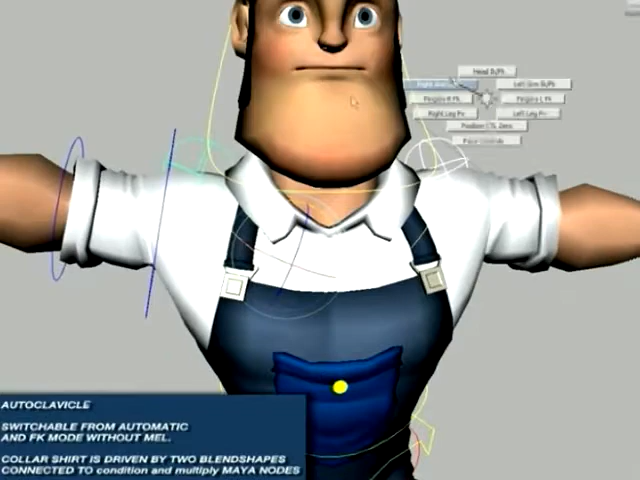 Head Ik/Fk
Left Arm Ik/Fk
Fingers R Fk
Fingers L Fk
Right Leg Fk
Left Leg Fk
AUTOCLAVICLE
SWITCHABLE FROM AUTOMATIC
AND FK MODE WITHOUT MEL.
COLLAR SHIRT IS DRIVEN BY TWO BLENDSHAPES
CONNECTED TO condition and multiply MAYA NODES